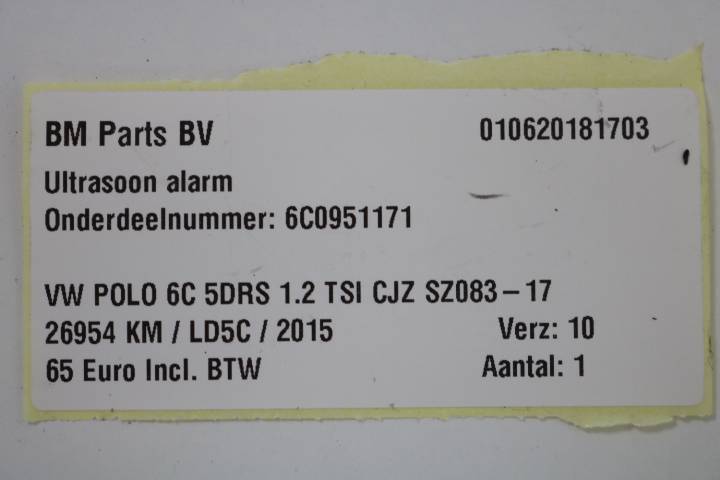 BM Parts BV 010620181703
Ultrasoon alarm
Onderdeelnummer: 6C0951171
VW POLO 6C 5DRS 1.2 TSI CJZ SZ083-17
26954 KM / LD5C / 2015 Verz: 10
65 Euro Incl. BTW Aantal: 1